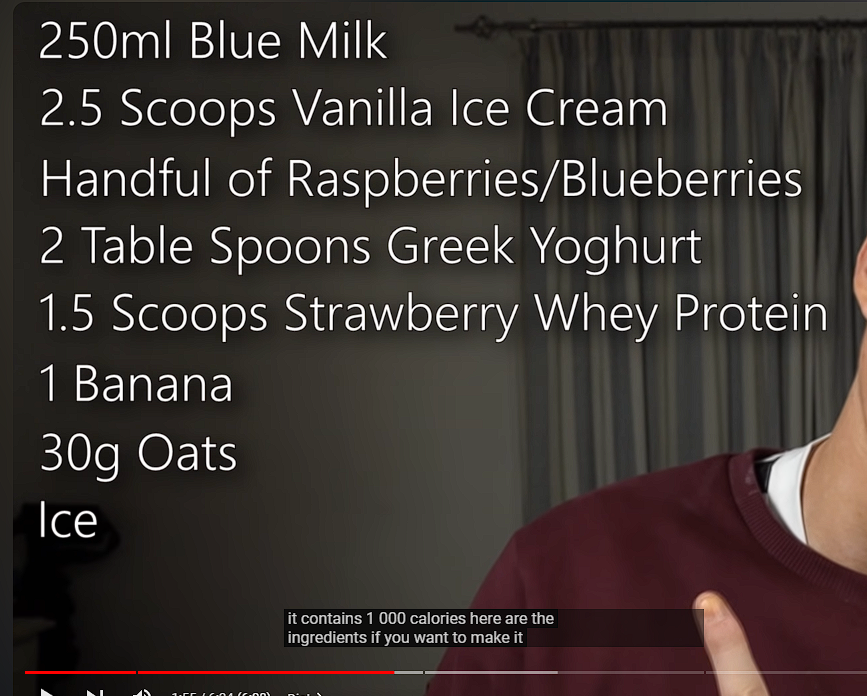 250ml Blue Milk
2.5 Scoops Vanilla Ice Cream
Handful of Raspberries/Blueberries
2 Table Spoons Greek Yoghurt
1.5 Scoops Strawberry Whey Protein
1 Banana
30g Oats
Ice
it contains 1 000 calories here are the
ingredients if you want to make it